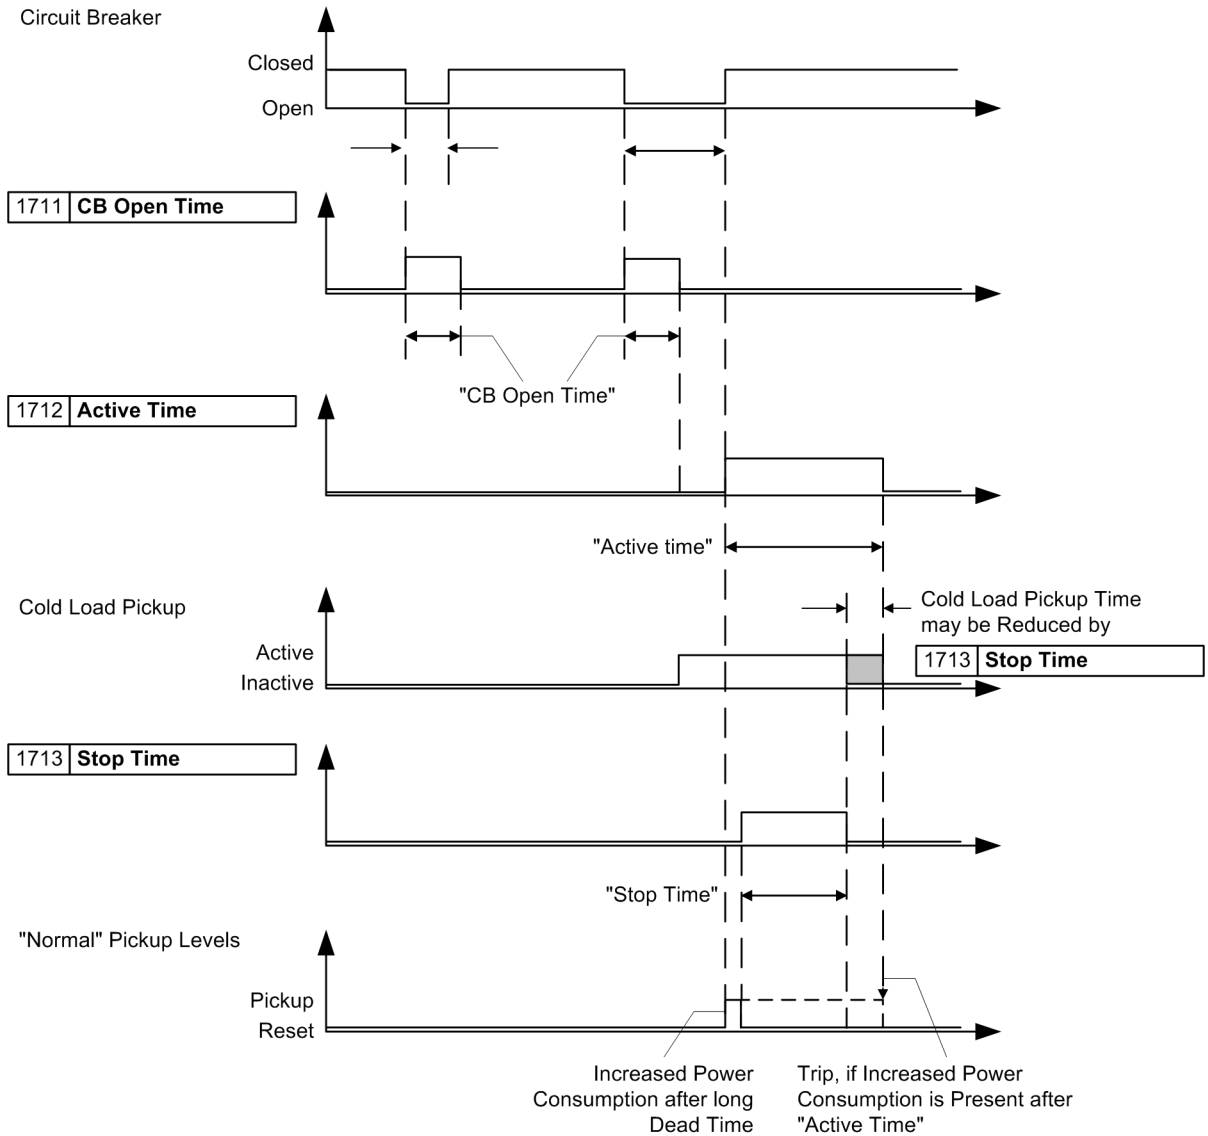 Circuit Breaker
Closed
Open
1711 CB Open Time
"CB Open Time"
1712 Active Time
"Active time"
Cold Load Pickup
Active
Inactive
Cold Load Pickup Time
may be Reduced by
1713 Stop Time
1713 Stop Time
"Stop Time"
"Normal" Pickup Levels
Pickup
Reset
Increased Power
Consumption after long
Dead Time
Trip, if Increased Power
Consumption is Present after
"Active Time"